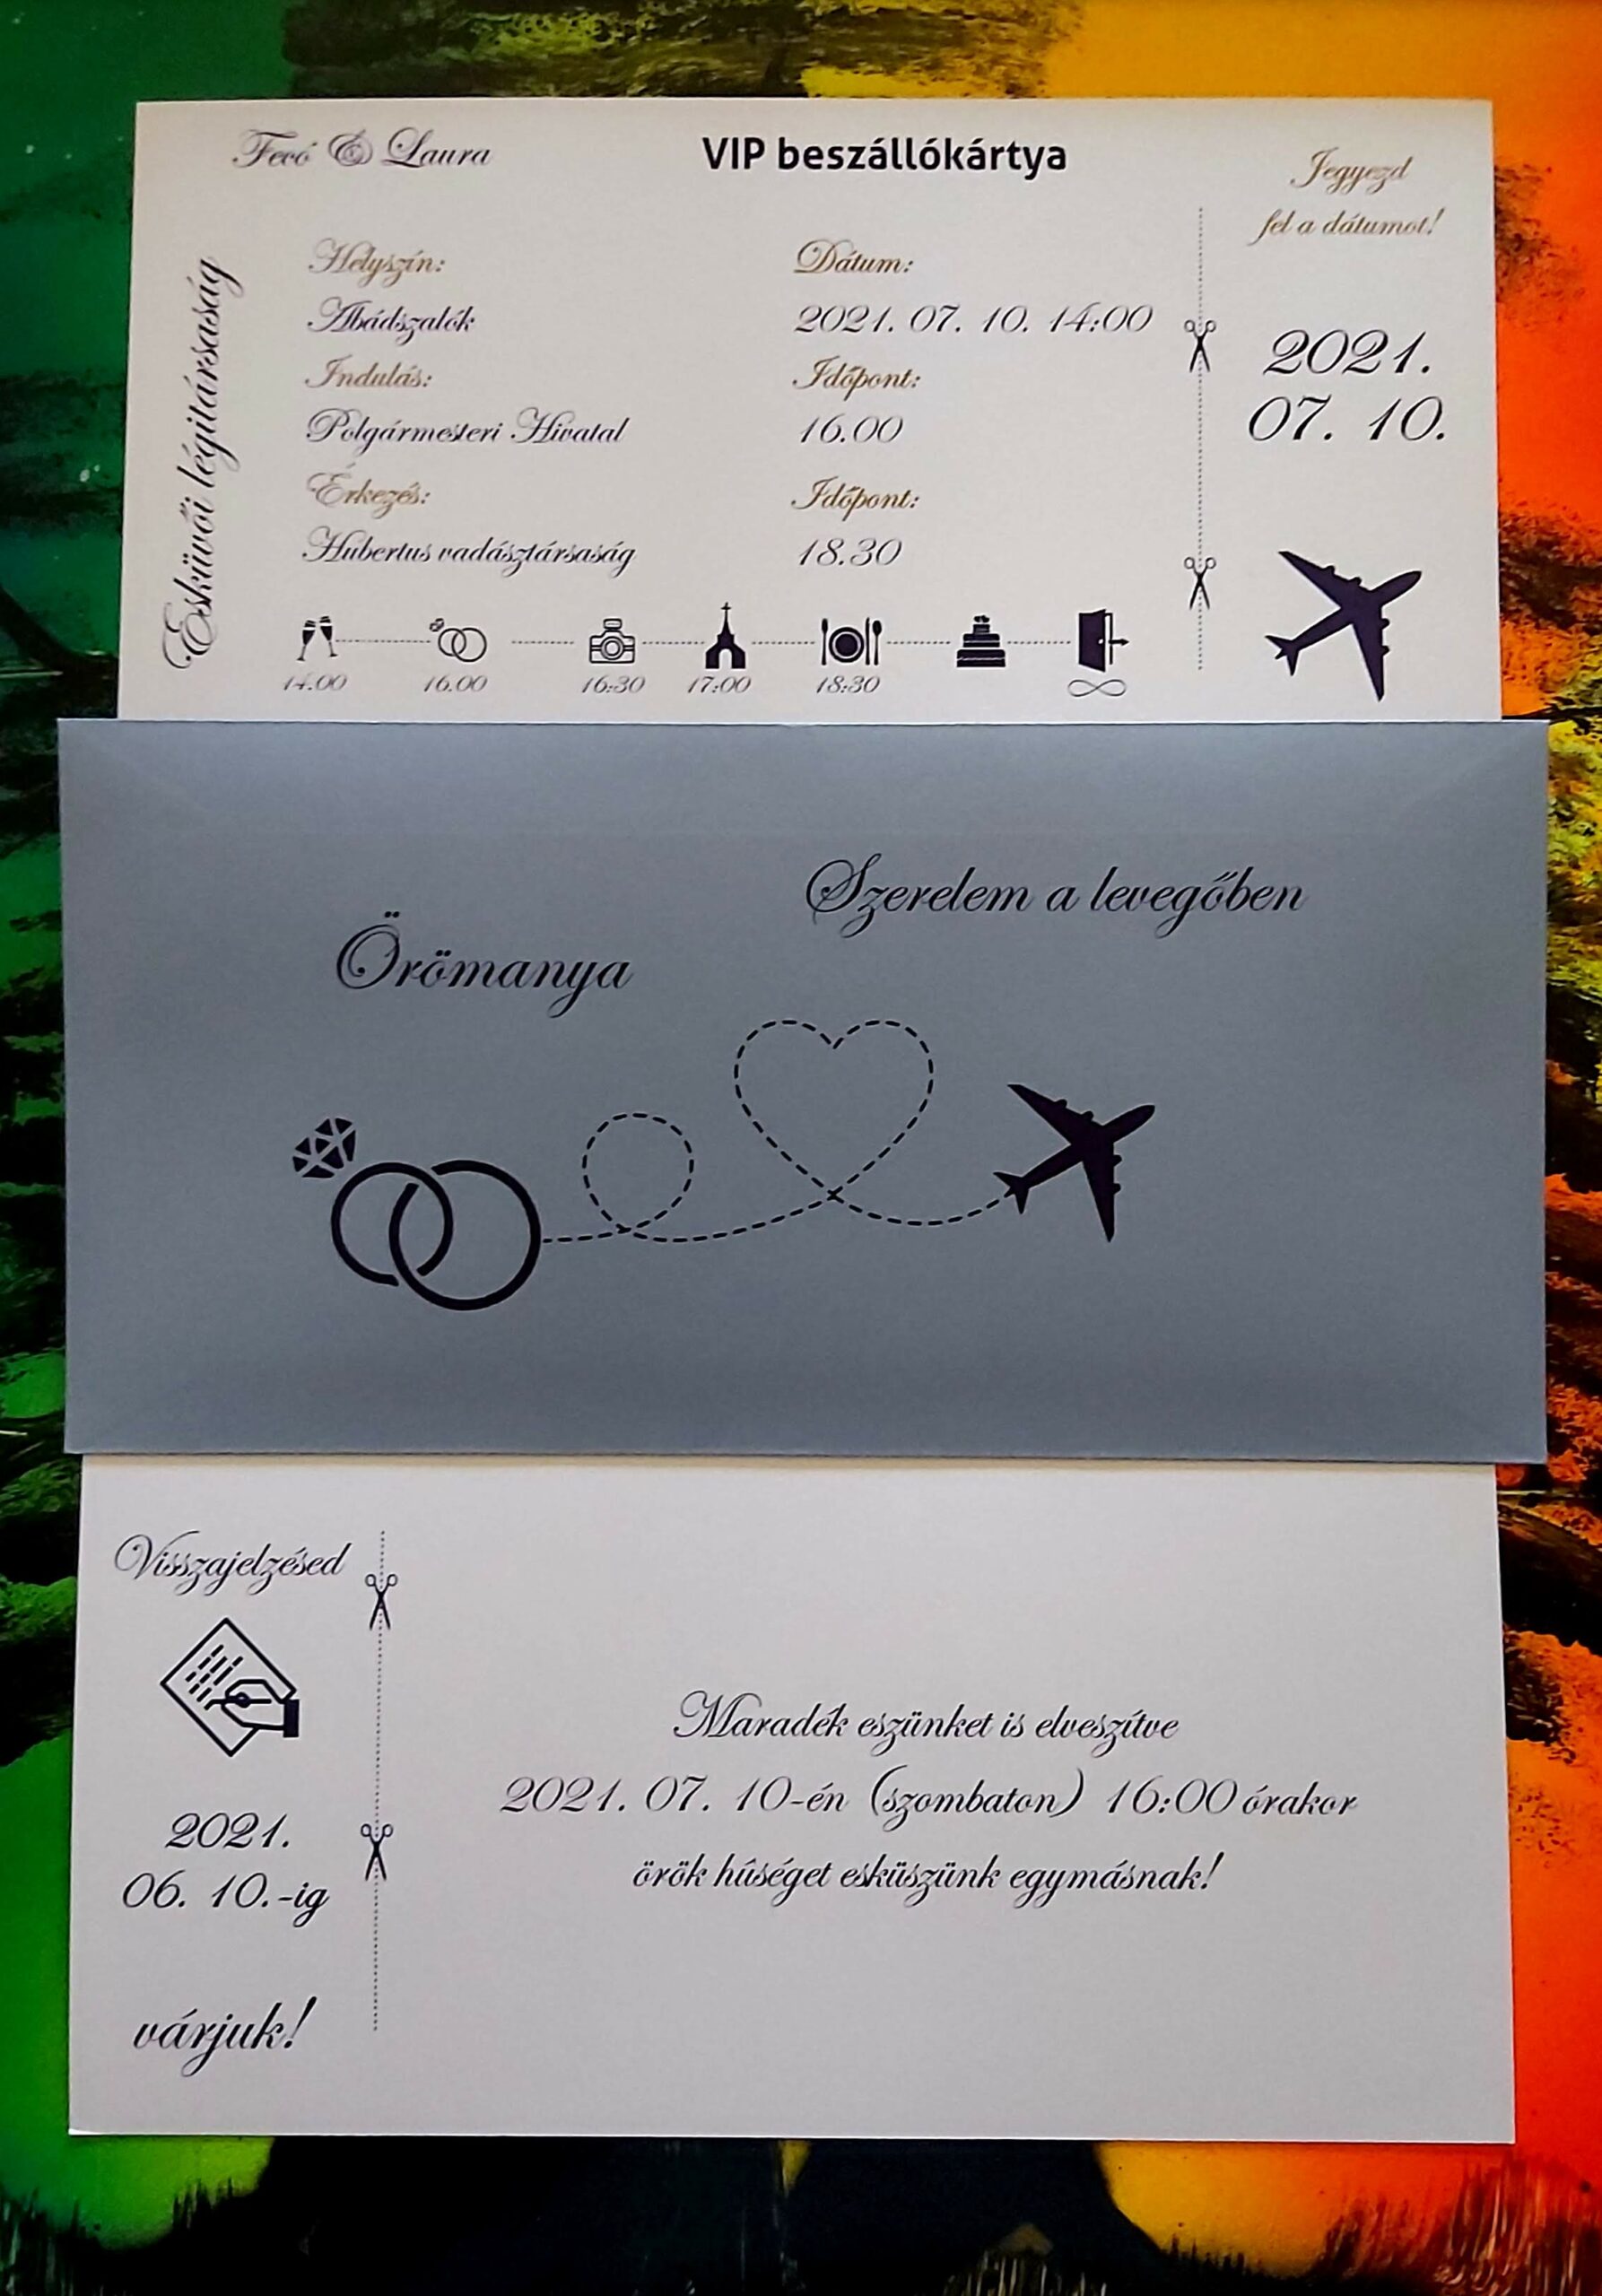 Fecó & Laura
VIP beszállókártya
Jegyezd
fel a dátumot!
Esküvői légitársaság
Helyszín:
Dátum:
Abádszalók
2021. 07. 10. 14:00
Indulás:
Időpont:
Polgármesteri Hivatal
16.00
Érkezés:
Időpont:
Hubertus vadásztársaság
18.30
2021.
07. 10.
14.00 16.00 16:30 17:00 18:30
Szerelem a levegőben
Örömanya
Visszajelzésed
2021.
06. 10.-ig
várjuk!
Maradék eszünket is elveszítve
2021. 07. 10-én (szombaton) 16:00 órakor
örök hűséget esküszünk egymásnak!